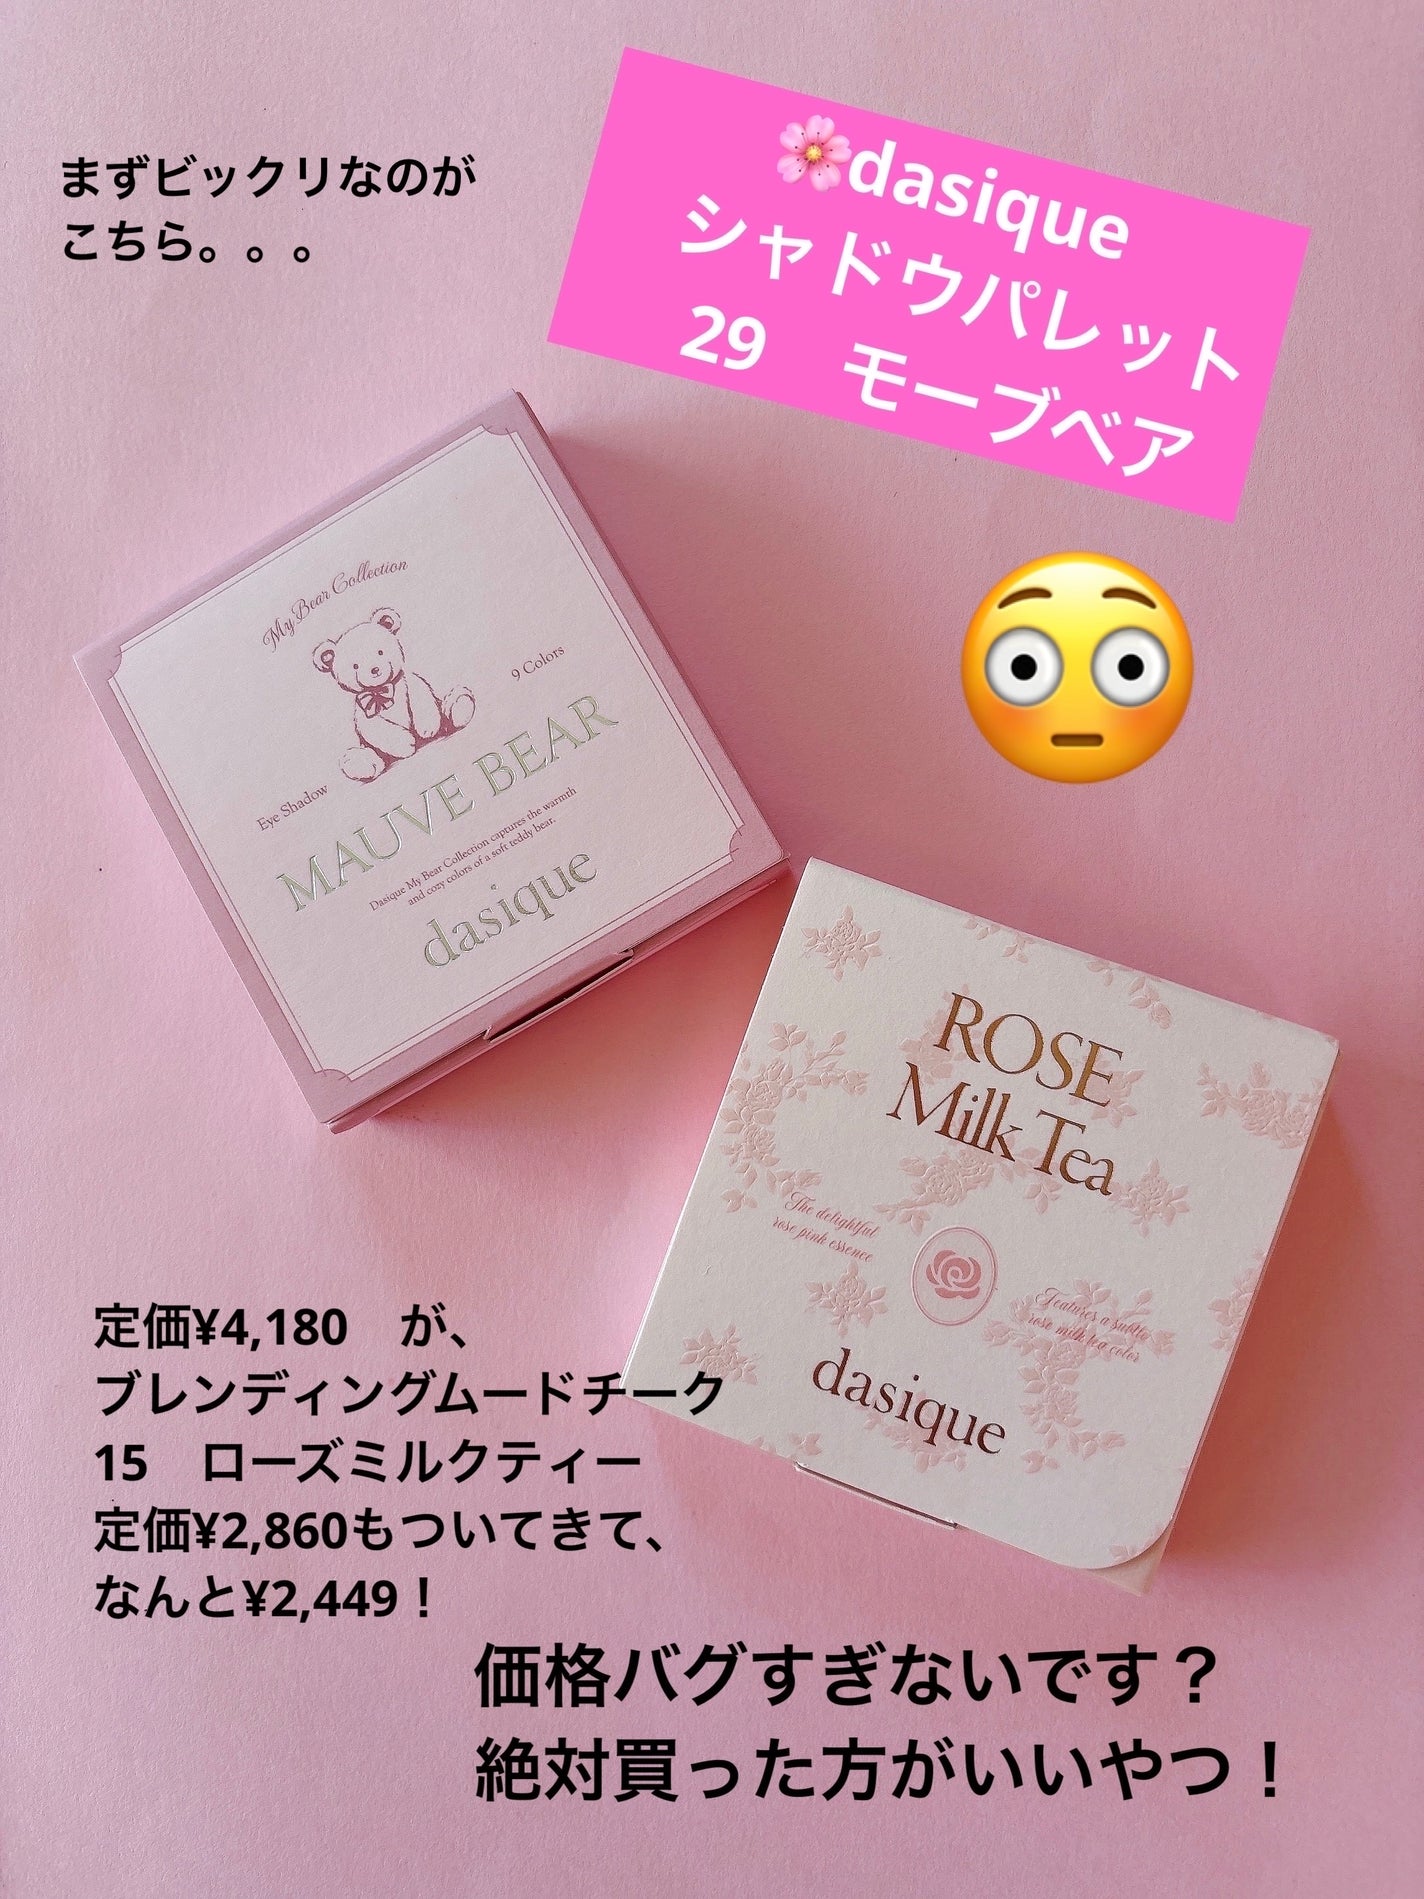 まずビックリなのが
こちら。。。
🌸dasique
シャドウパレット
29　モーブベア
My Bear Collection
9 Colors
Eye Shadow
MAUVE BEAR
Dasique My Bear Collection captures the warmth
and cozy colors of a soft teddy bear.
dasique
ROSE
Milk Tea
The delightful
rose pink essence
Features a subtle
rose milk tea color
dasique
定価¥4,180　が、
ブレンディングムードチーク
15　ローズミルクティー
定価¥2,860もついてきて、
なんと¥2,449！
価格バグすぎないです？
絶対買った方がいいやつ！